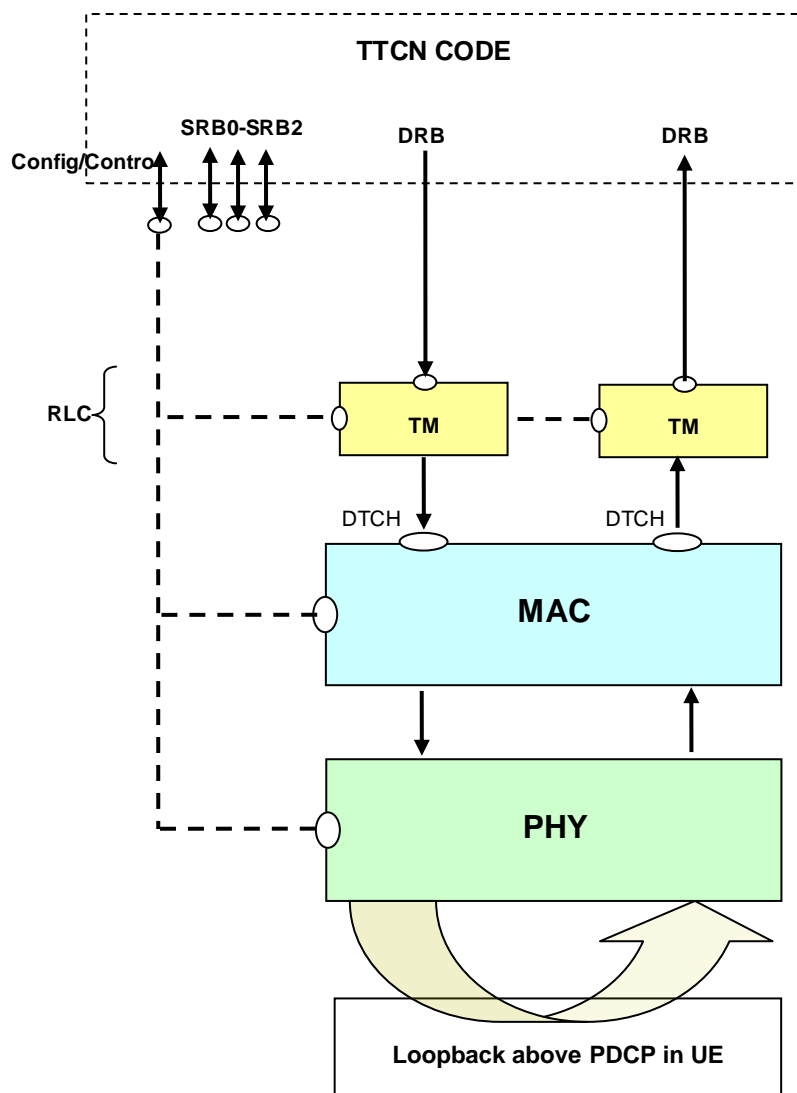 TTCN CODE
SRB0-SRB2
DRB
DRB
Config/Contro
RLC
TM
TM
DTCH
DTCH
MAC
PHY
Loopback above PDCP in UE